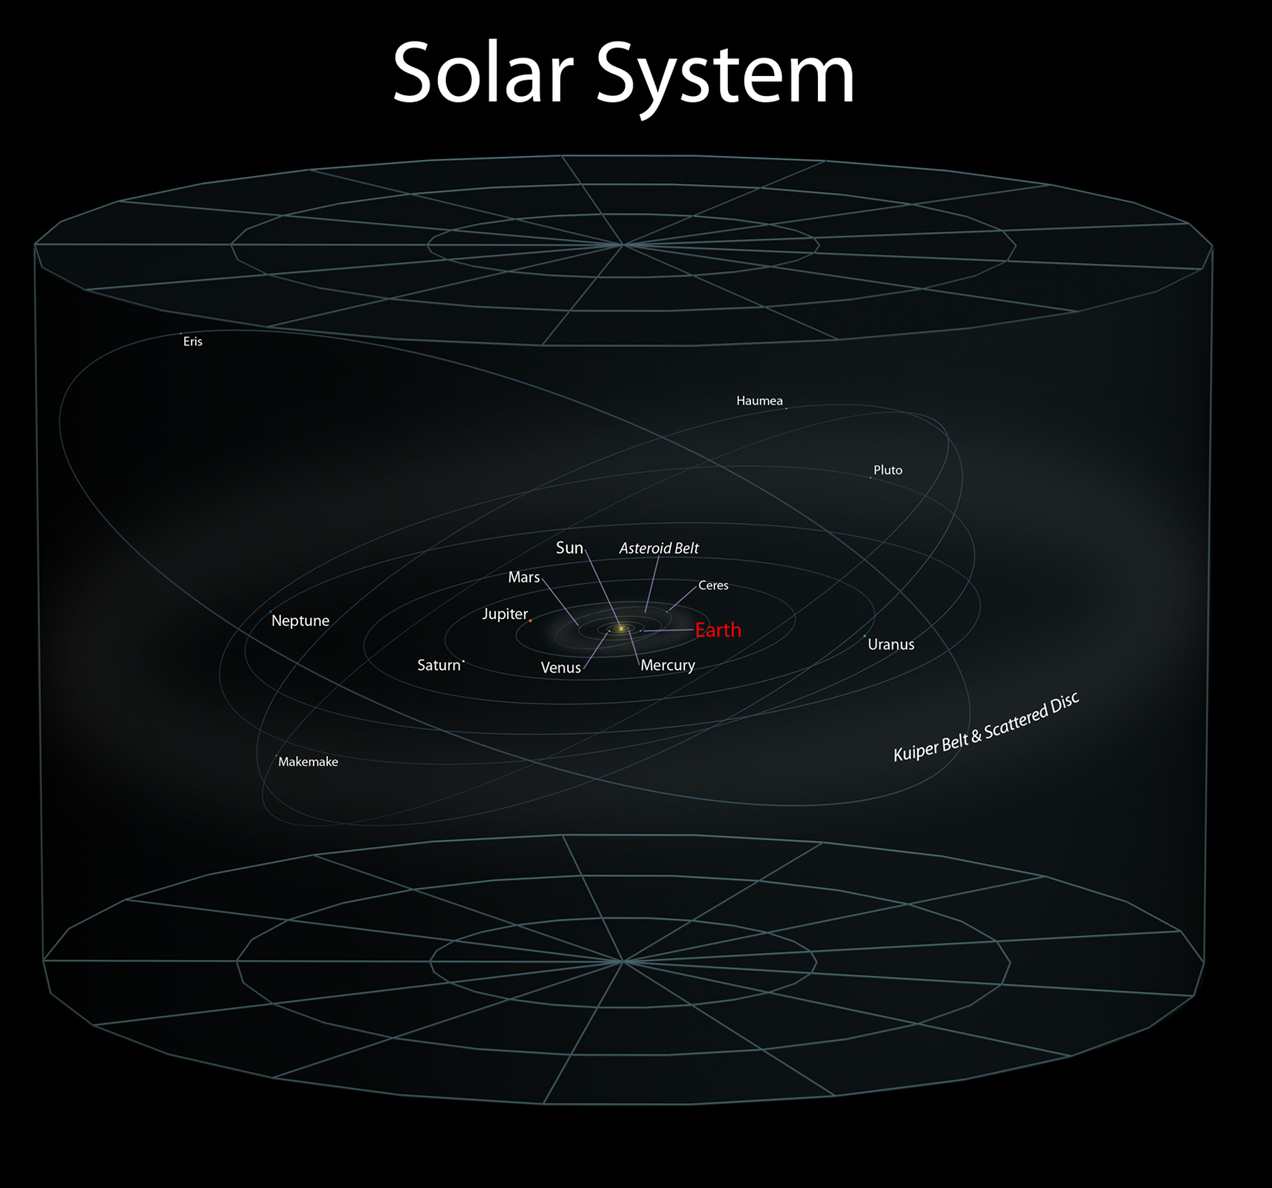 Solar System
Eris
Haumea
Pluto
Sun
Asteroid Belt
Mars
Ceres
Jupiter
Neptune
Earth
Uranus
Saturn
Venus
Mercury
Kuiper Belt & Scattered Disc
Makemake